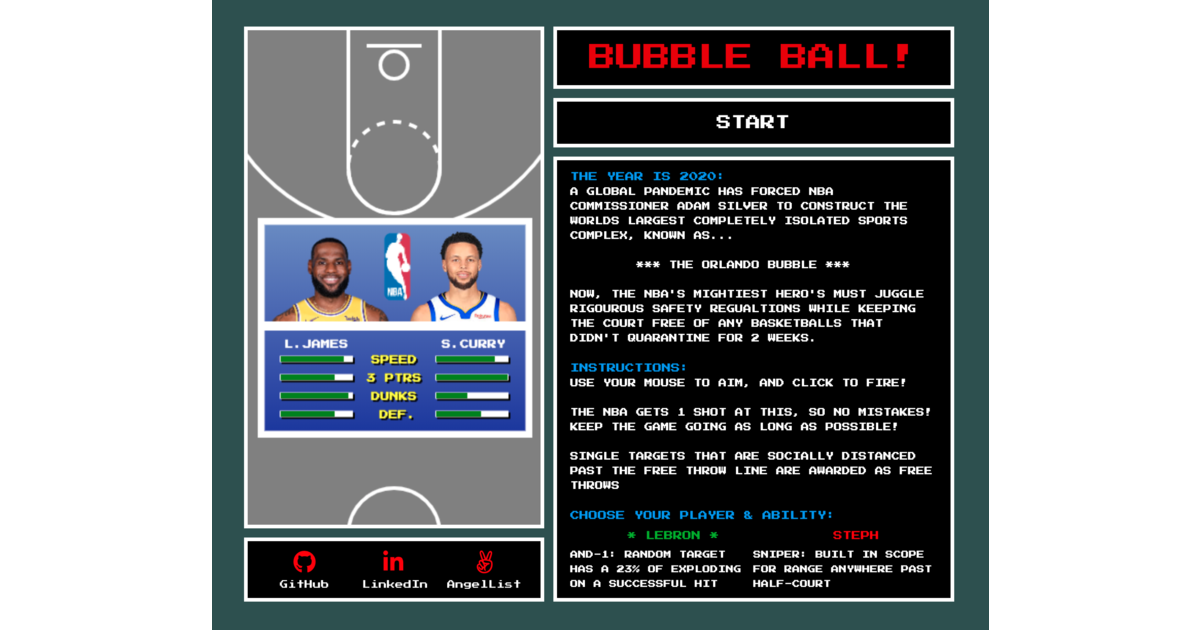 BUBBLE BALL!
START
THE YEAR IS 2020:
A GLOBAL PANDEMIC HAS FORCED NBA
COMMISSIONER ADAM SILVER TO CONSTRUCT THE
WORLDS LARGEST COMPLETELY ISOLATED SPORTS
COMPLEX, KNOWN AS...
*** THE ORLANDO BUBBLE ***
NOW, THE NBA'S MIGHTIEST HERO'S MUST JUGGLE
RIGOUROUS SAFETY REGUALTIONS WHILE KEEPING
THE COURT FREE OF ANY BASKETBALLS THAT
DIDN'T QUARANTINE FOR 2 WEEKS.
INSTRUCTIONS:
USE YOUR MOUSE TO AIM, AND CLICK TO FIRE!
THE NBA GETS 1 SHOT AT THIS, SO NO MISTAKES!
KEEP THE GAME GOING AS LONG AS POSSIBLE!
SINGLE TARGETS THAT ARE SOCIALLY DISTANCED
PAST THE FREE THROW LINE ARE AWARDED AS FREE
THROWS
CHOOSE YOUR PLAYER & ABILITY:
* LEBRON *
AND-1: RANDOM TARGET
HAS A 23% OF EXPLODING
ON A SUCCESSFUL HIT
STEPH
SNIPER: BUILT IN SCOPE
FOR RANGE ANYWHERE PAST
HALF-COURT
NBA
L.JAMES S.CURRY
SPEED
3 PTRS
DUNKS
DEF.
GitHub LinkedIn AngelList